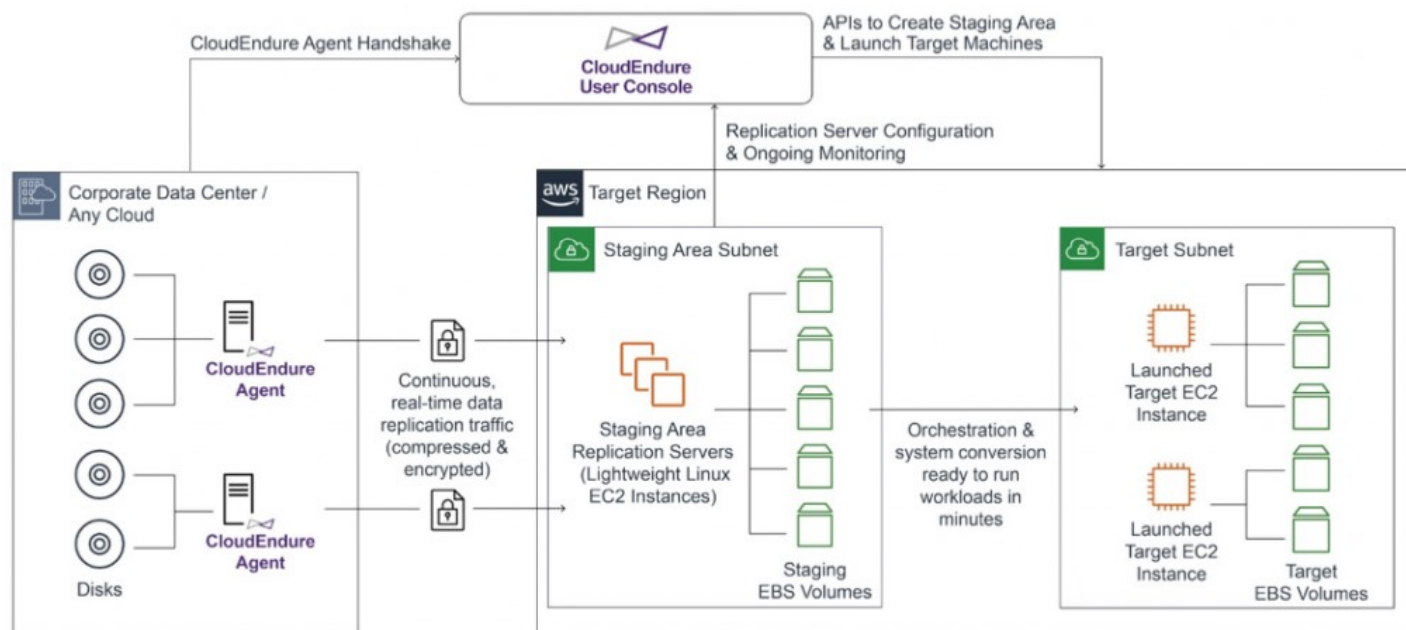 CloudEndure Agent Handshake
CloudEndure
User Console
APIs to Create Staging Area
& Launch Target Machines
Replication Server Configuration
& Ongoing Monitoring
Corporate Data Center /
Any Cloud
CloudEndure
Agent
CloudEndure
Agent
Disks
Continuous,
real-time data
replication traffic
(compressed &
encrypted)
aws
Target Region
Staging Area Subnet
Staging Area
Replication Servers
(Lightweight Linux
EC2 Instances)
Staging
EBS Volumes
Orchestration &
system conversion
ready to run
workloads in
minutes
Target Subnet
Launched
Target EC2
Instance
Launched
Target EC2
Instance
Target
EBS Volumes